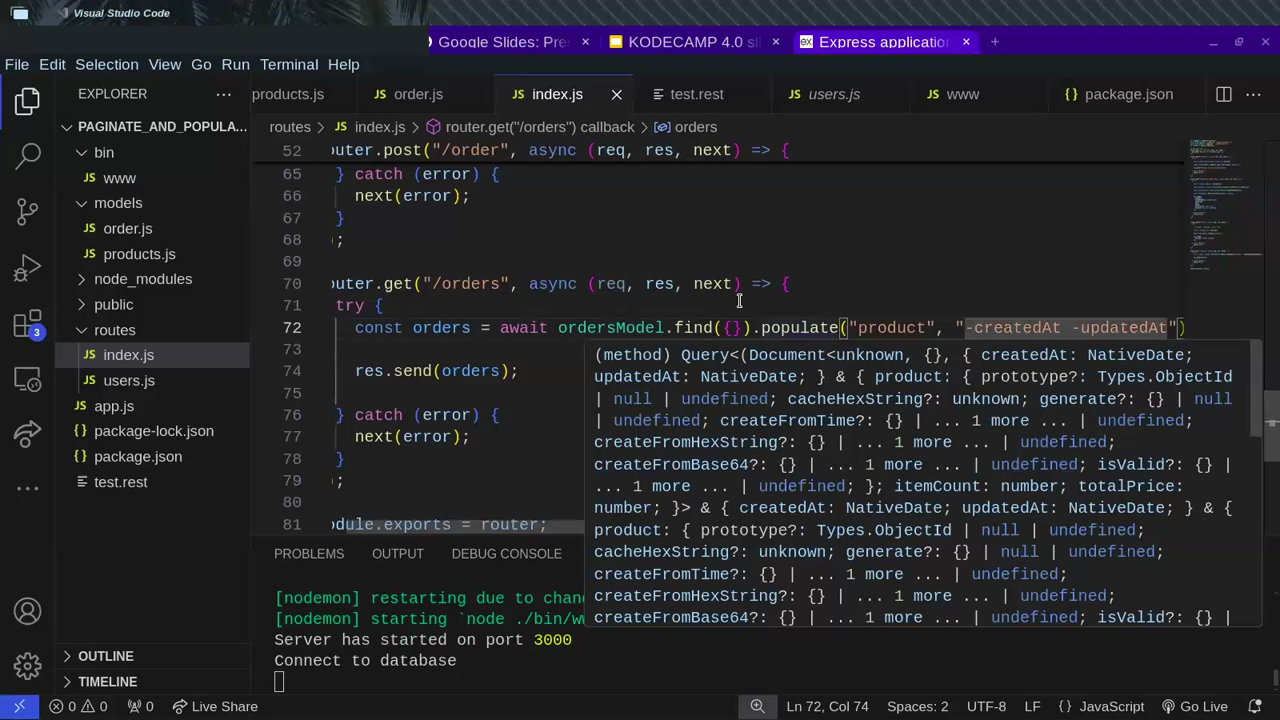 Visual Studio Code
Google Slides: Pres
KODECAMP 4.0 sli
Express application
File Edit Selection View Go Run Terminal Help
EXPLORER
products.js
order.js
index.js
test.rest
users.js
www
package.json
PAGINATE_AND_POPULA...
routes > index.js > router.get("/orders") callback > orders
bin
www
models
order.js
products.js
node_modules
public
routes
index.js
users.js
app.js
package-lock.json
package.json
test.rest
OUTLINE
TIMELINE
3
52 outer.post("/order", async (req, res, next) => {
65 } catch (error) {
66 next(error);
67 }
68 ;
69
70 outer.get("/orders", async (req, res, next) => {
71 try {
72 const orders = await ordersModel.find({}).populate("product", "-createdAt -updatedAt")
73
74 res.send(orders);
75
76 } catch (error) {
77 next(error);
78 }
79 ;
80
81 odule.exports = router;
(method) Query<(Document<unknown, {}, { createdAt: NativeDate;
updatedAt: NativeDate; } & { product: { prototype?: Types.ObjectId
| null | undefined; cacheHexString?: unknown; generate?: {} | null
| undefined; createFromTime?: {} | ... 1 more ... | undefined;
createFromHexString?: {} | ... 1 more ... | undefined;
createFromBase64?: {} | ... 1 more ... | undefined; isValid?: {} |
... 1 more ... | undefined; }; itemCount: number; totalPrice:
number; }> & { createdAt: NativeDate; updatedAt: NativeDate; } & {
product: { prototype?: Types.ObjectId | null | undefined;
cacheHexString?: unknown; generate?: {} | null | undefined;
createFromTime?: {} | ... 1 more ... | undefined;
createFromHexString?: {} | ... 1 more ... | undefined;
createFromBase64?: {} | ... 1 more ... | undefined; isValid?: {} |
PROBLEMS OUTPUT DEBUG CONSOLE
[nodemon] restarting due to chan
[nodemon] starting `node ./bin/ww
Server has started on port 3000
Connect to database
0 0 0 Live Share
Ln 72, Col 74 Spaces: 2 UTF-8 LF {} JavaScript Go Live